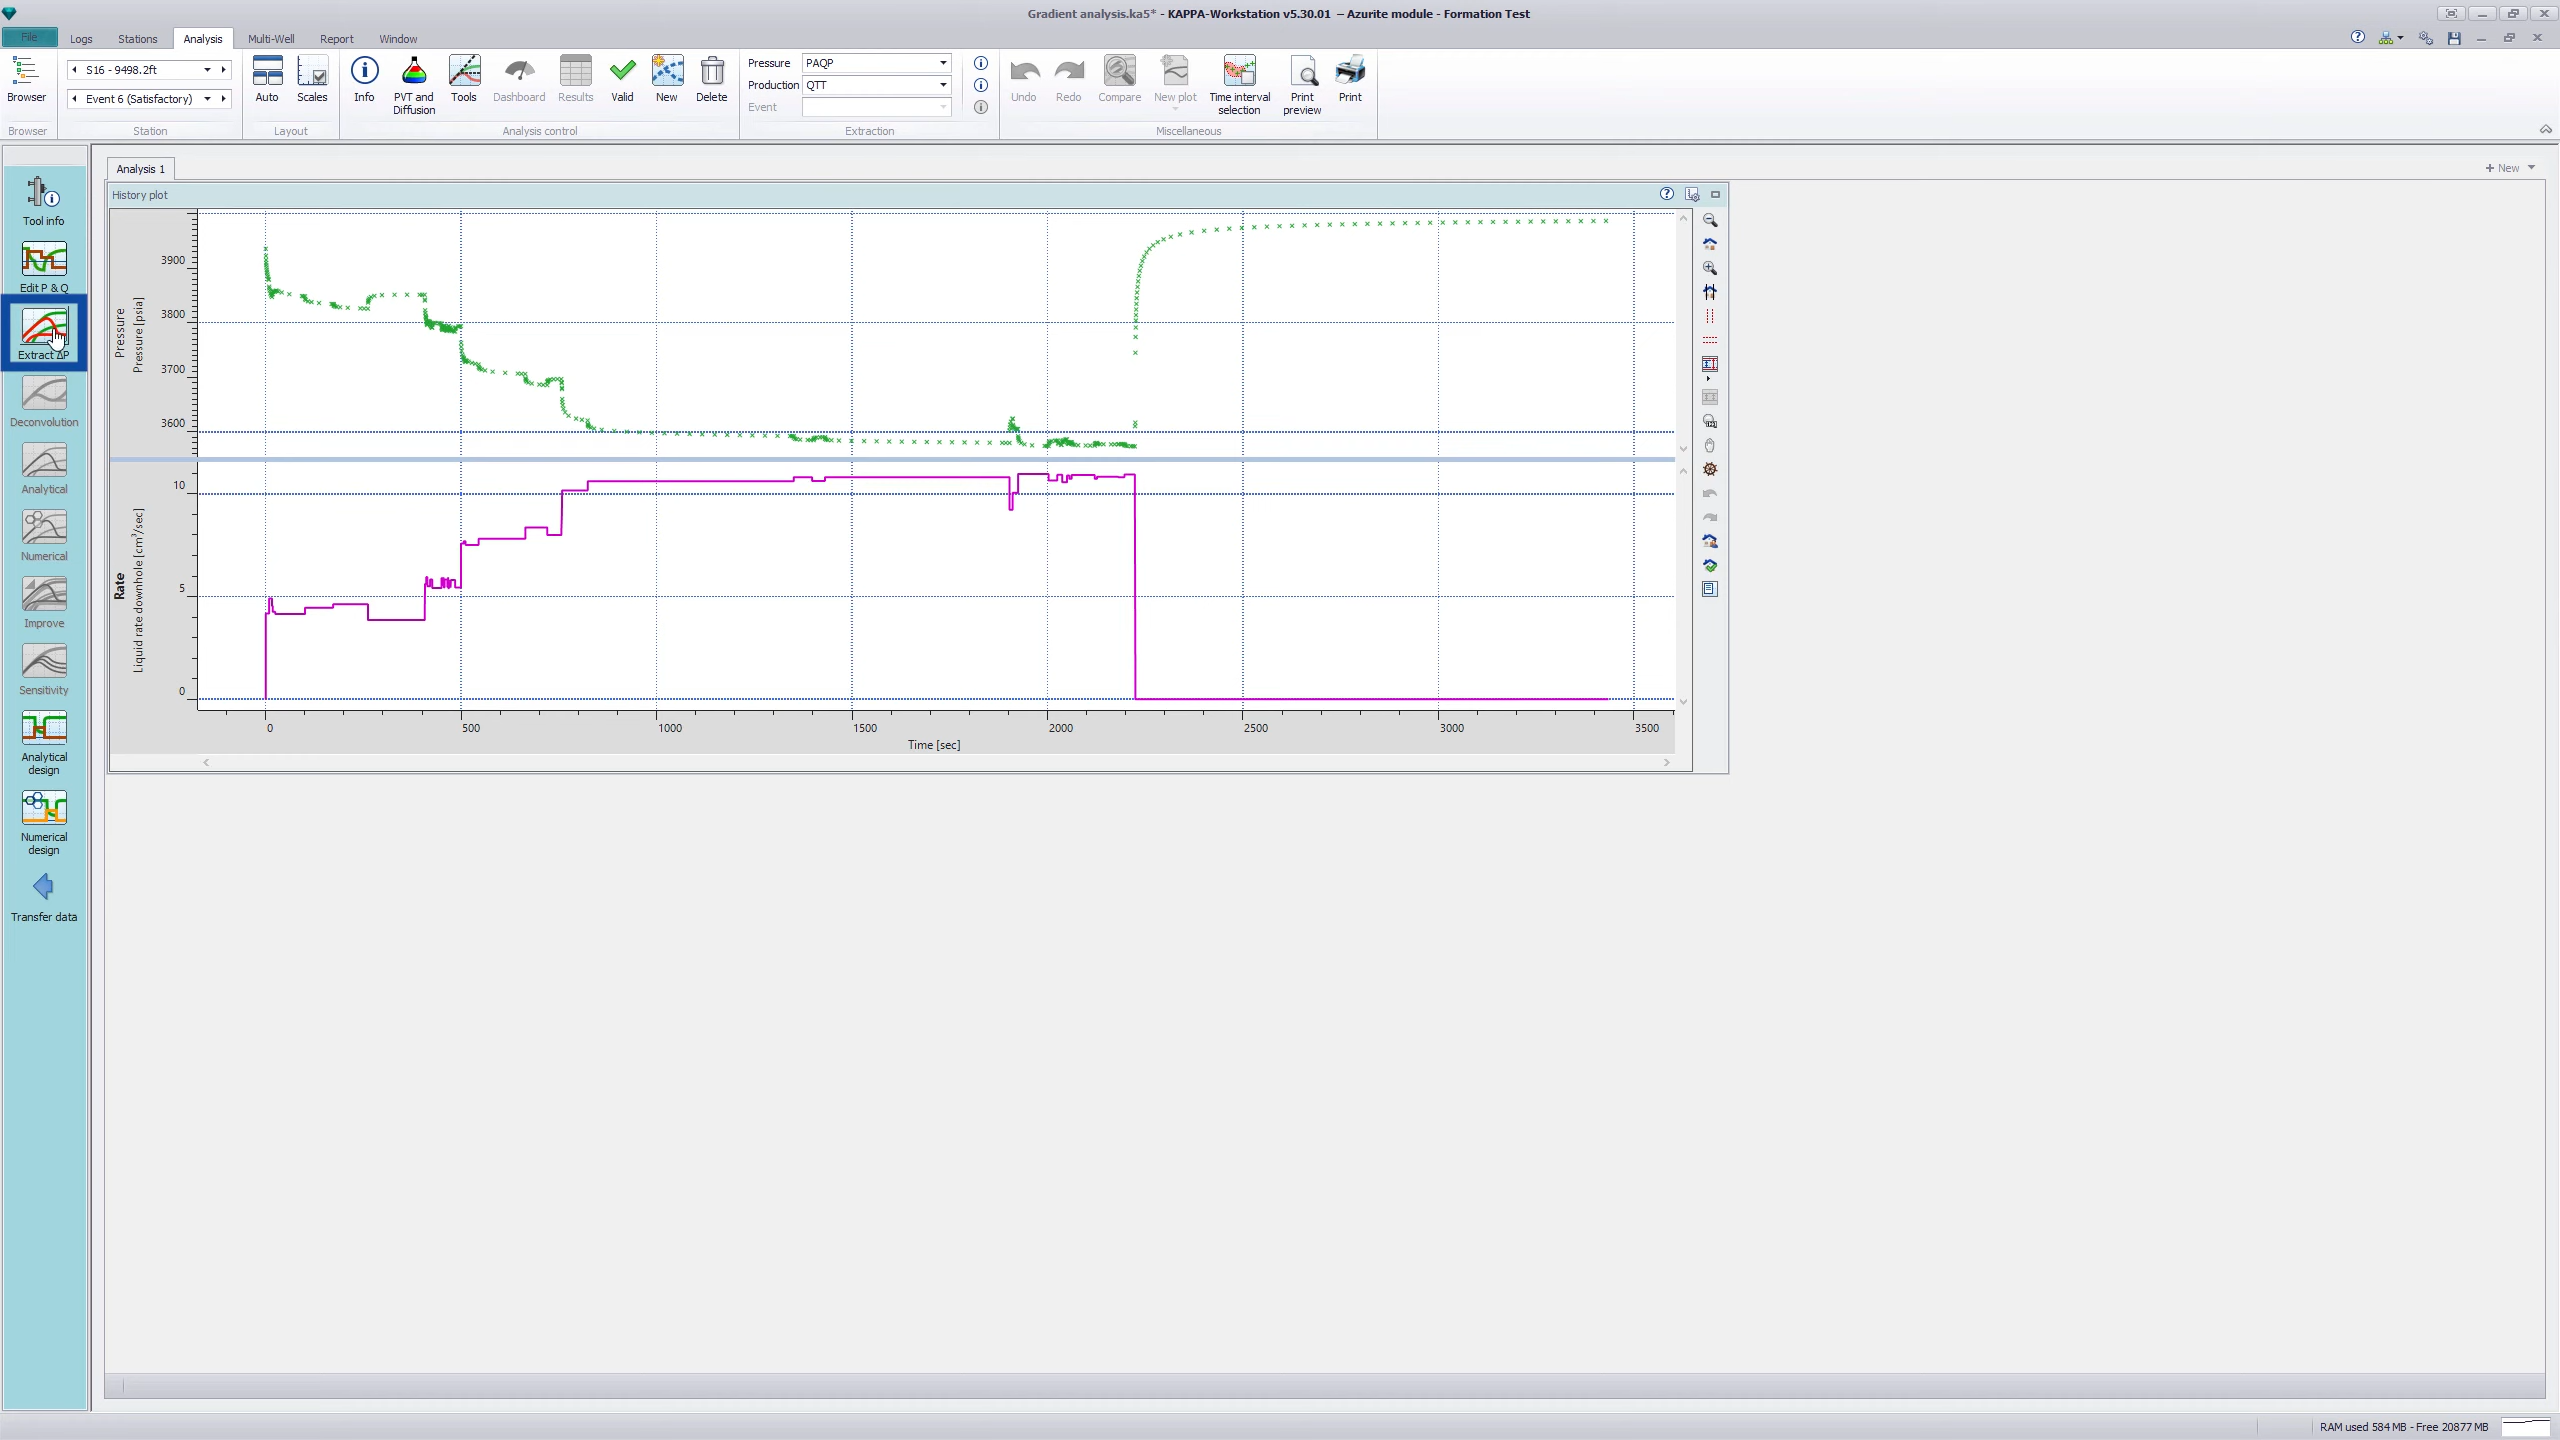 Gradient analysis.ka5* - KAPPA-Workstation v5.30.01 – Azurite module - Formation Test
File Logs Stations Analysis Multi-Well Report Window
S16 - 9498.2ft
Event 6 (Satisfactory)
Browser
Auto Scales
Info
PVT and
Diffusion
Tools Dashboard Results Valid New Delete
Pressure PAQP
Production QTT
Event
Undo Redo Compare New plot
Time interval
selection
Print
preview
Print
Browser Station Layout Analysis control Extraction Miscellaneous
Tool info
Edit P & Q
Extract ΔP
Deconvolution
Analytical
Numerical
Improve
Sensitivity
Analytical
design
Numerical
design
Transfer data
Analysis 1
New
History plot
Pressure
Pressure [psia]
3900
3800
3700
3600
Rate
Liquid rate downhole [cm³/sec]
10
5
0
0 500 1000 1500 2000 2500 3000 3500
Time [sec]
RAM used 584 MB - Free 20877 MB